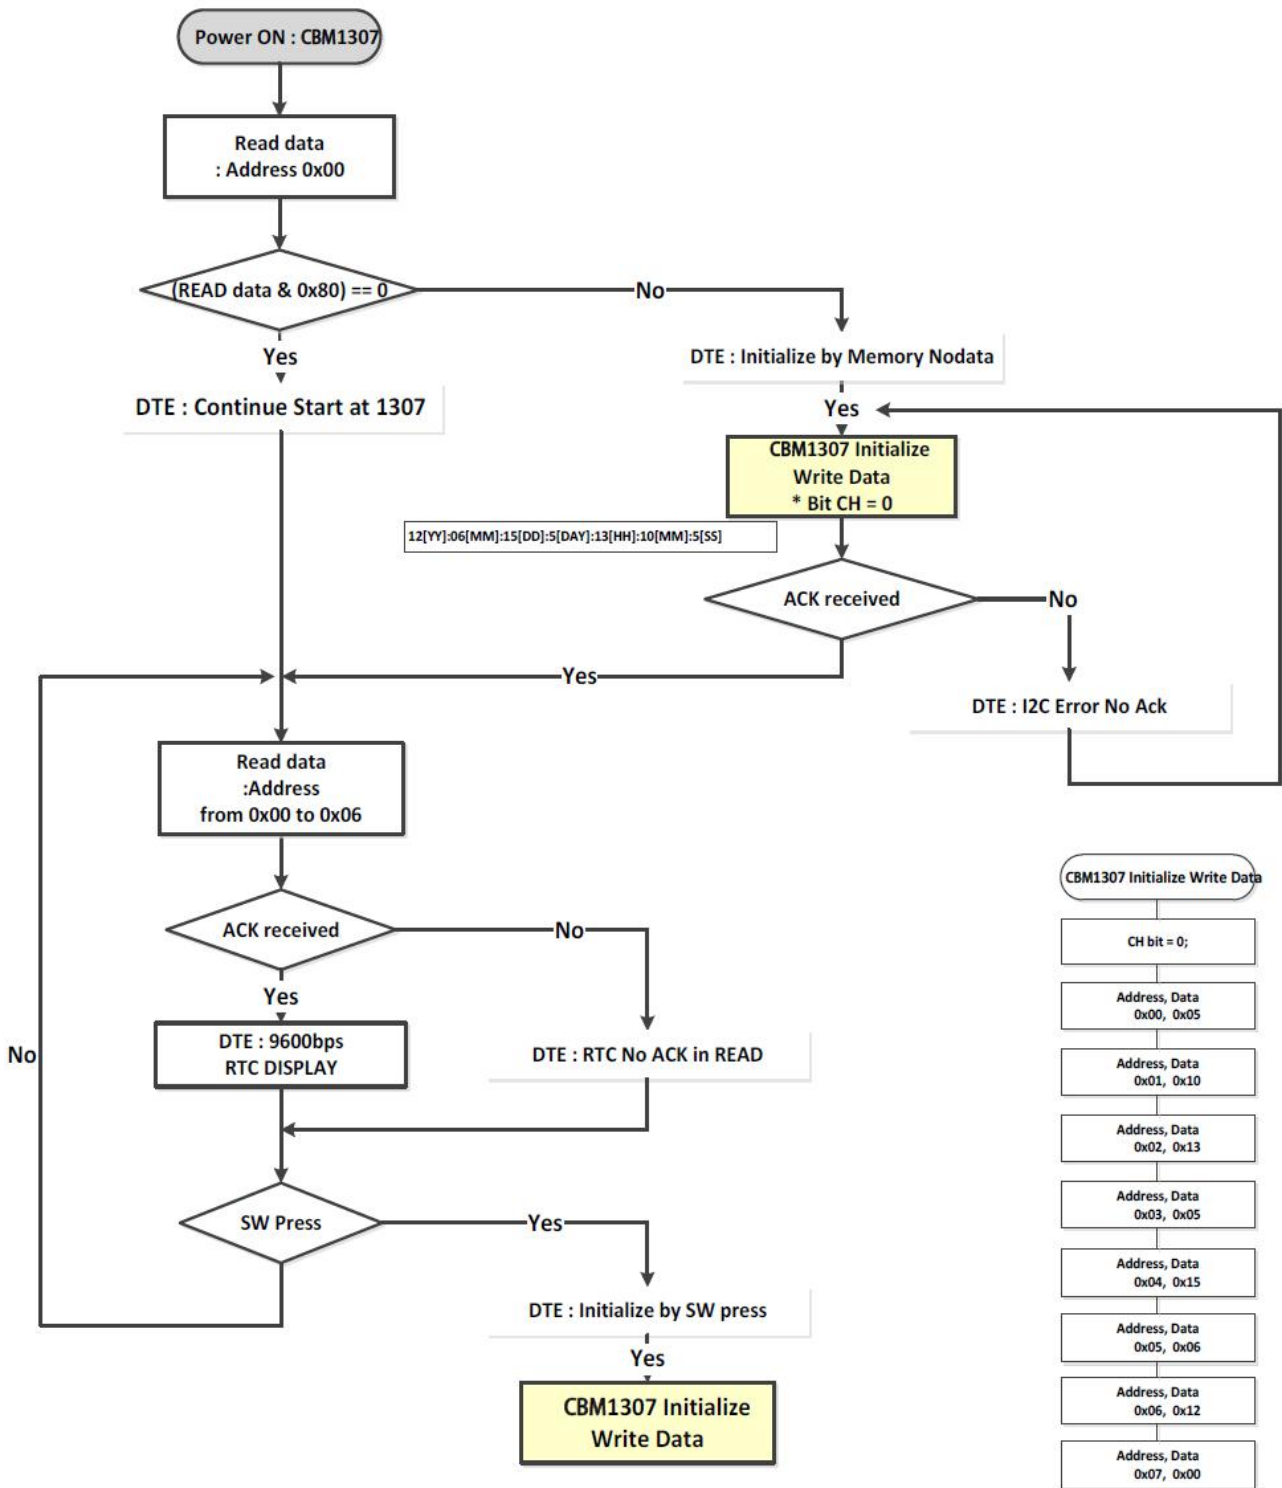 Power ON : CBM1307
Read data
: Address 0x00
(READ data & 0x80) == 0
No
Yes
DTE : Initialize by Memory Nodata
DTE : Continue Start at 1307
Yes
CBM1307 Initialize
Write Data
* Bit CH = 0
12[YY]:06[MM]:15[DD]:5[DAY]:13[HH]:10[MM]:5[SS]
ACK received
No
Yes
DTE : I2C Error No Ack
Read data
:Address
from 0x00 to 0x06
ACK received
No
Yes
DTE : 9600bps
RTC DISPLAY
DTE : RTC No ACK in READ
No
SW Press
Yes
DTE : Initialize by SW press
Yes
CBM1307 Initialize
Write Data
CBM1307 Initialize Write Data
CH bit = 0;
Address, Data
0x00, 0x05
Address, Data
0x01, 0x10
Address, Data
0x02, 0x13
Address, Data
0x03, 0x05
Address, Data
0x04, 0x15
Address, Data
0x05, 0x06
Address, Data
0x06, 0x12
Address, Data
0x07, 0x00